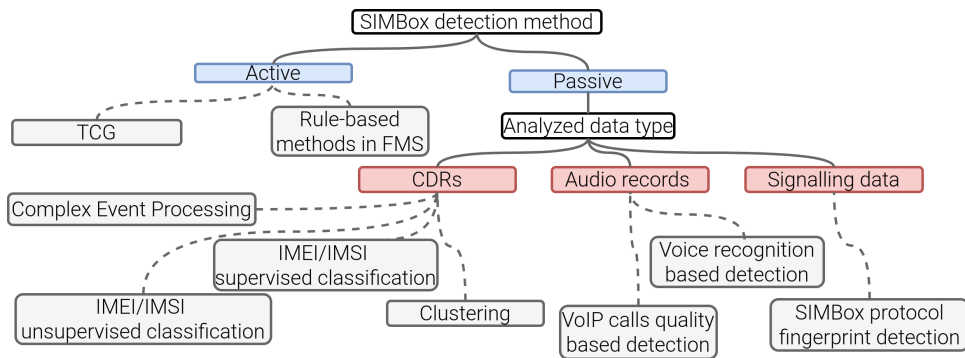 SIMBox detection method
Active
Passive
TCG
Rule-based
methods in FMS
Analyzed data type
CDRs
Audio records
Signalling data
Complex Event Processing
IMEI/IMSI
supervised classification
Voice recognition
based detection
IMEI/IMSI
unsupervised classification
Clustering
VoIP calls quality
based detection
SIMBox protocol
fingerprint detection